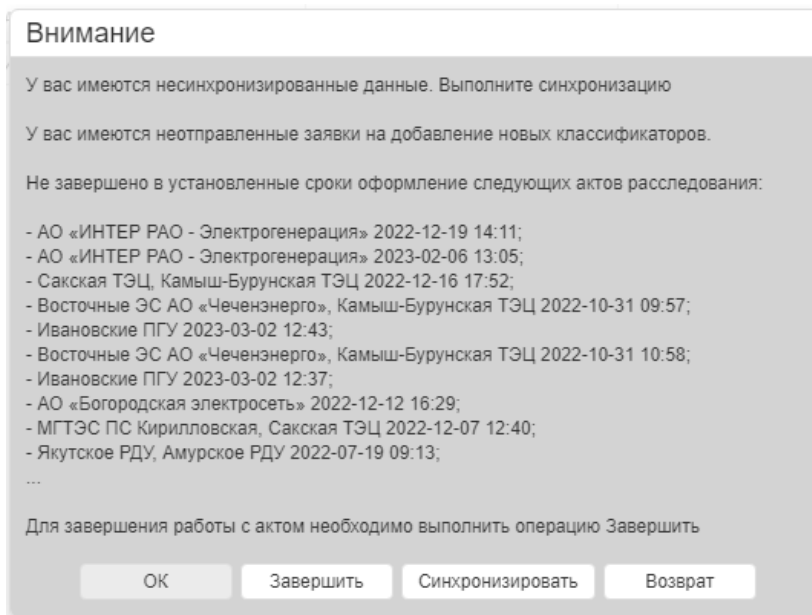 Внимание
У вас имеются несинхронизированные данные. Выполните синхронизацию
У вас имеются неотправленные заявки на добавление новых классификаторов.
Не завершено в установленные сроки оформление следующих актов расследования:
- АО «ИНТЕР РАО - Электрогенерация» 2022-12-19 14:11;
- АО «ИНТЕР РАО - Электрогенерация» 2023-02-06 13:05;
- Сакская ТЭЦ, Камыш-Бурунская ТЭЦ 2022-12-16 17:52;
- Восточные ЭС АО «Чеченэнерго», Камыш-Бурунская ТЭЦ 2022-10-31 09:57;
- Ивановские ПГУ 2023-03-02 12:43;
- Восточные ЭС АО «Чеченэнерго», Камыш-Бурунская ТЭЦ 2022-10-31 10:58;
- Ивановские ПГУ 2023-03-02 12:37;
- АО «Богородская электросеть» 2022-12-12 16:29;
- МГТЭС ПС Кирилловская, Сакская ТЭЦ 2022-12-07 12:40;
- Якутское РДУ, Амурское РДУ 2022-07-19 09:13;
...
Для завершения работы с актом необходимо выполнить операцию Завершить
ОК Завершить Синхронизировать Возврат